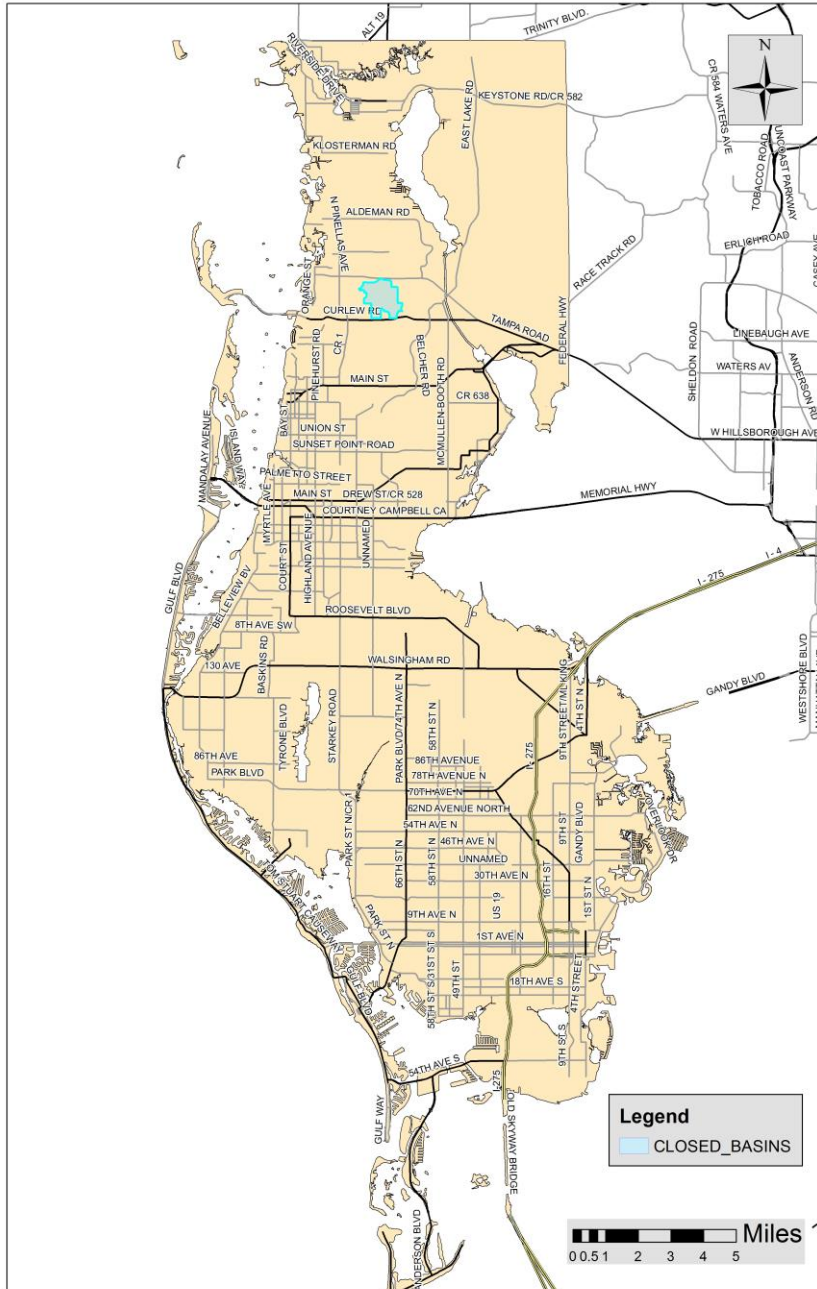 ALT 19
TRINITY BLVD.
N
RIVERSIDE DRIVE
KEYSTONE RD/CR 582
EAST LAKE RD
CR 584 WATERS AVE
TOBACCO ROAD
UNCOAST PARKWAY
KLOSTERMAN RD
N PINELLAS AVE
ALDEMAN RD
ERLICH ROAD
CASEY AVE
RACE TRACK RD
ORANGE ST
CURLEW RD
TAMPA ROAD
FEDERAL HWY
LINEBAUGH AVE
SHELDON ROAD
ANDERSON RD
PINEHURST RD
CR 1
BELCHER RD
WATERS AV
MAIN ST
MCMULLEN-BOOTH RD
CR 638
BAY ST
UNION ST
SUNSET POINT ROAD
W HILLSBOROUGH AVE
MANDALAY AVENUE
ISLAND WAY
PALMETTO STREET
MAIN ST
DREW ST/CR 528
MEMORIAL HWY
COURTNEY CAMPBELL CA
MYRTLE AVE
COURT ST
HIGHLAND AVENUE
UNNAMED
I - 4
I - 275
GULF BLVD
BELLEVIEW BV
ROOSEVELT BLVD
8TH AVE SW
BASKINS RD
130 AVE
WALSINGHAM RD
WESTSHORE BLVD
GANDY BLVD
TYRONE BLVD
STARKEY ROAD
PARK BLVD/74TH AVE N
58TH ST N
9TH STREET/MLKING
4TH ST N
I - 275
86TH AVE
PARK BLVD
86TH AVENUE
78TH AVENUE N
70TH AVE N
62ND AVENUE NORTH
54TH AVE N
OVERLOOK DR
PARK ST N/CR 1
66TH ST N
58TH ST N
46TH AVE N
UNNAMED
30TH AVE N
9TH ST
GANDY BLVD
16TH ST
1ST ST N
US 19
TOM STUART CAUSEWAY
PARK ST N
9TH AVE N
1ST AVE N
GULF BLVD
58TH ST S/31ST ST S
49TH ST
18TH AVE S
4TH STREET
9TH ST S
54TH AVE S
I-275
GULF WAY
OLD SKYWAY BRIDGE
ANDERSON BLVD
Legend
CLOSED_BASINS
Miles
0 0.5 1 2 3 4 5